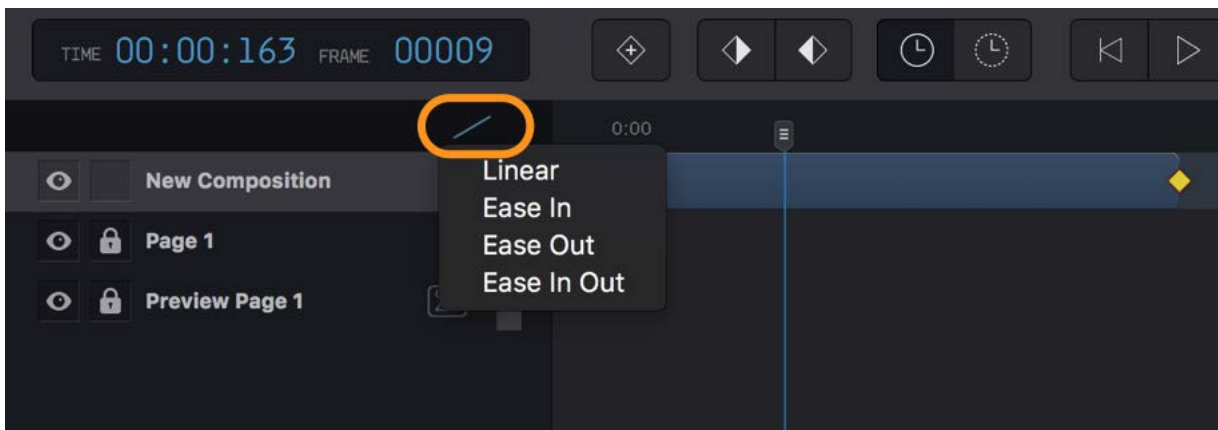 TIME 00:00:163 FRAME 00009
0:00
New Composition
Page 1
Preview Page 1
Linear
Ease In
Ease Out
Ease In Out